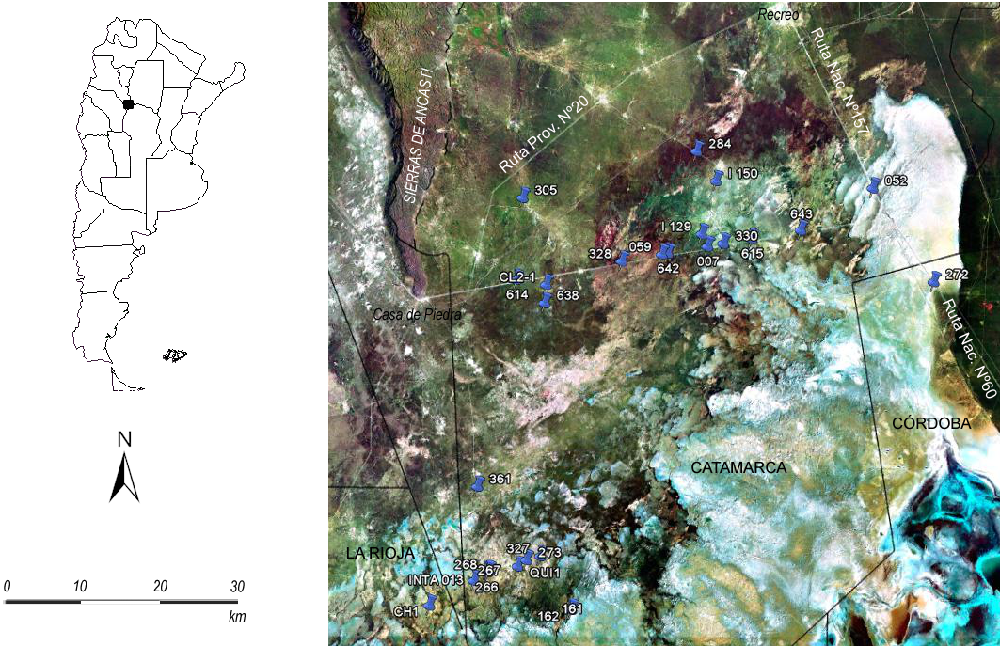 Recreo
Ruta Nac. Nº157
SIERRAS DE ANCASTI
Ruta Prov. Nº20
284
I 150
052
305
643
I 129
330
328
059
642
007
615
272
CL2-1
614
638
Casa de Piedra
Ruta Nac. Nº60
CÓRDOBA
CATAMARCA
361
LA RIOJA
327
273
268
267
QUI1
INTA 013
266
CH1
162
161
N
0 10 20 30
km